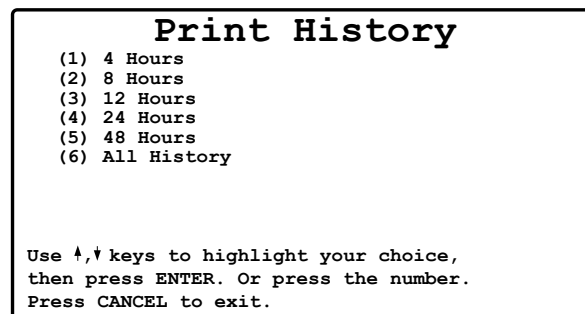 Print History
(1) 4 Hours
(2) 8 Hours
(3) 12 Hours
(4) 24 Hours
(5) 48 Hours
(6) All History
Use ↑,↓ keys to highlight your choice,
then press ENTER. Or press the number.
Press CANCEL to exit.